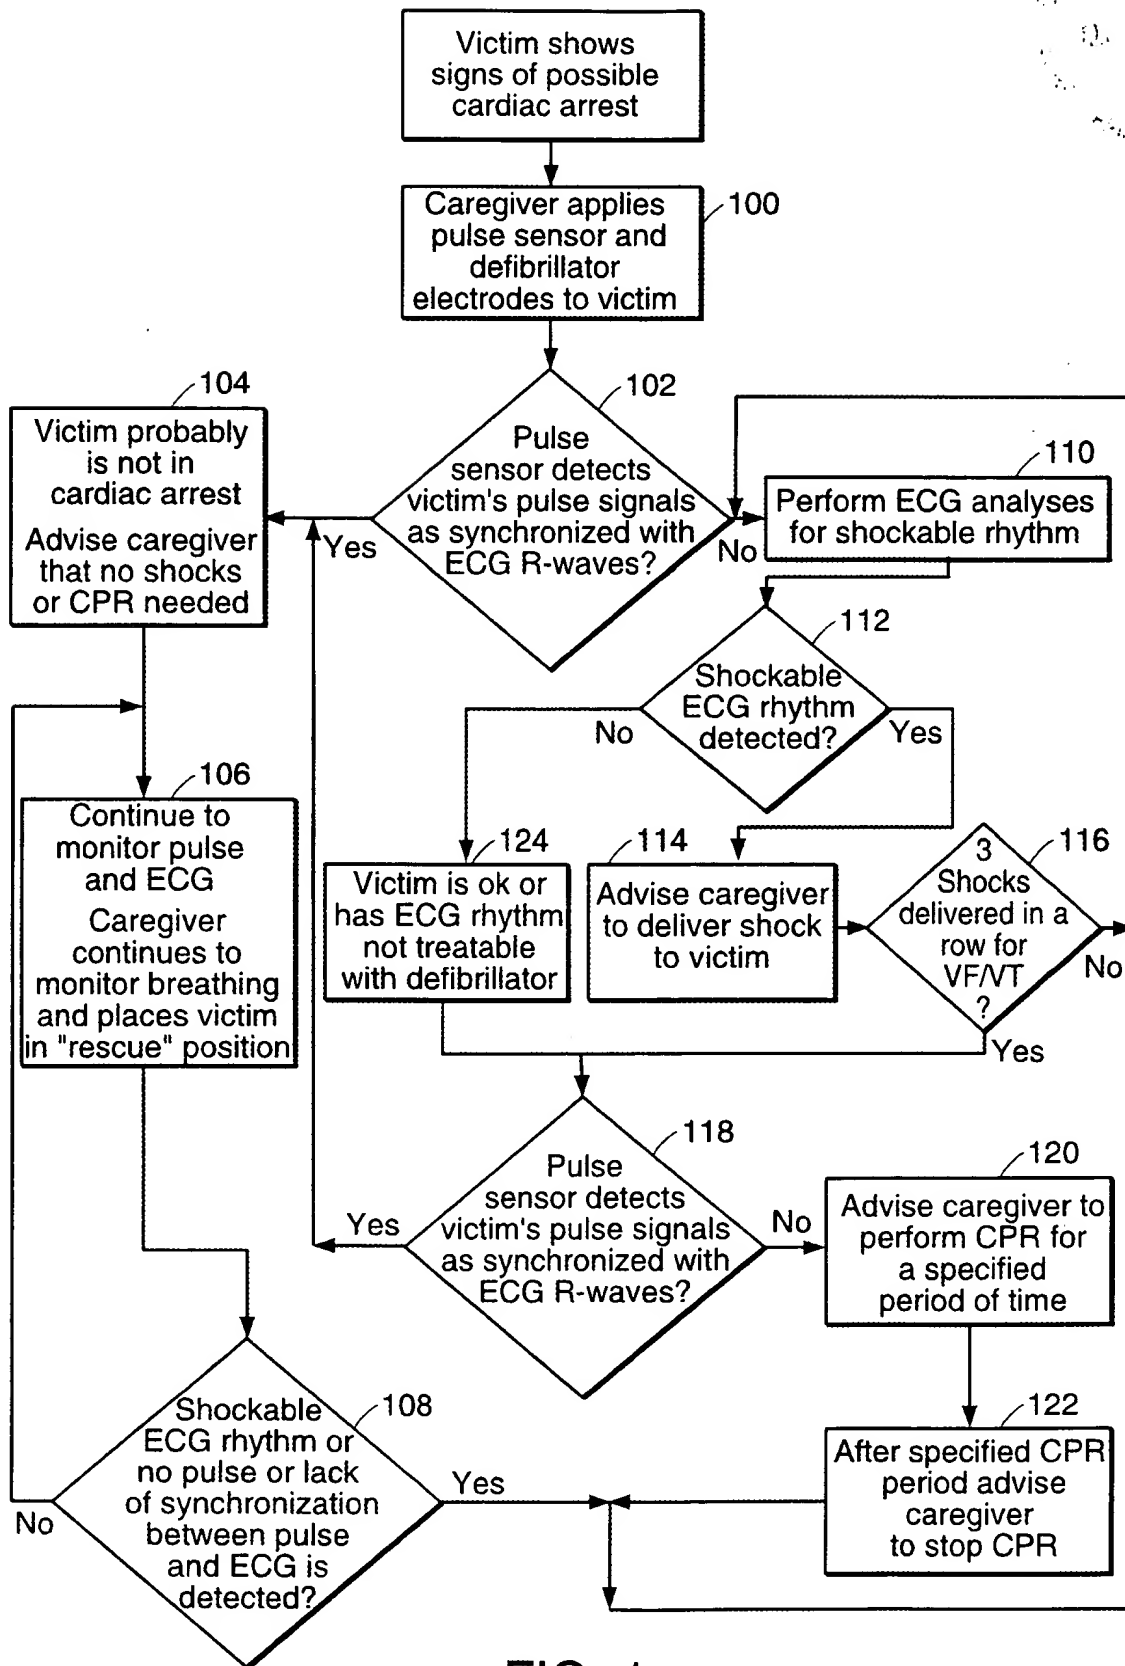 Victim shows
signs of possible
cardiac arrest
Caregiver applies
pulse sensor and
defibrillator
electrodes to victim
100
102
Pulse
sensor detects
victim's pulse signals
as synchronized with
ECG R-waves?
Yes
No
104
Victim probably
is not in
cardiac arrest
Advise caregiver
that no shocks
or CPR needed
110
Perform ECG analyses
for shockable rhythm
112
Shockable
ECG rhythm
detected?
No
Yes
106
Continue to
monitor pulse
and ECG
Caregiver
continues to
monitor breathing
and places victim
in "rescue" position
124
Victim is ok or
has ECG rhythm
not treatable
with defibrillator
114
Advise caregiver
to deliver shock
to victim
116
3
Shocks
delivered in a
row for
VF/VT
?
No
Yes
118
Pulse
sensor detects
victim's pulse signals
as synchronized with
ECG R-waves?
Yes
No
120
Advise caregiver to
perform CPR for
a specified
period of time
122
After specified CPR
period advise
caregiver
to stop CPR
108
Shockable
ECG rhythm or
no pulse or lack
of synchronization
between pulse
and ECG is
detected?
Yes
No